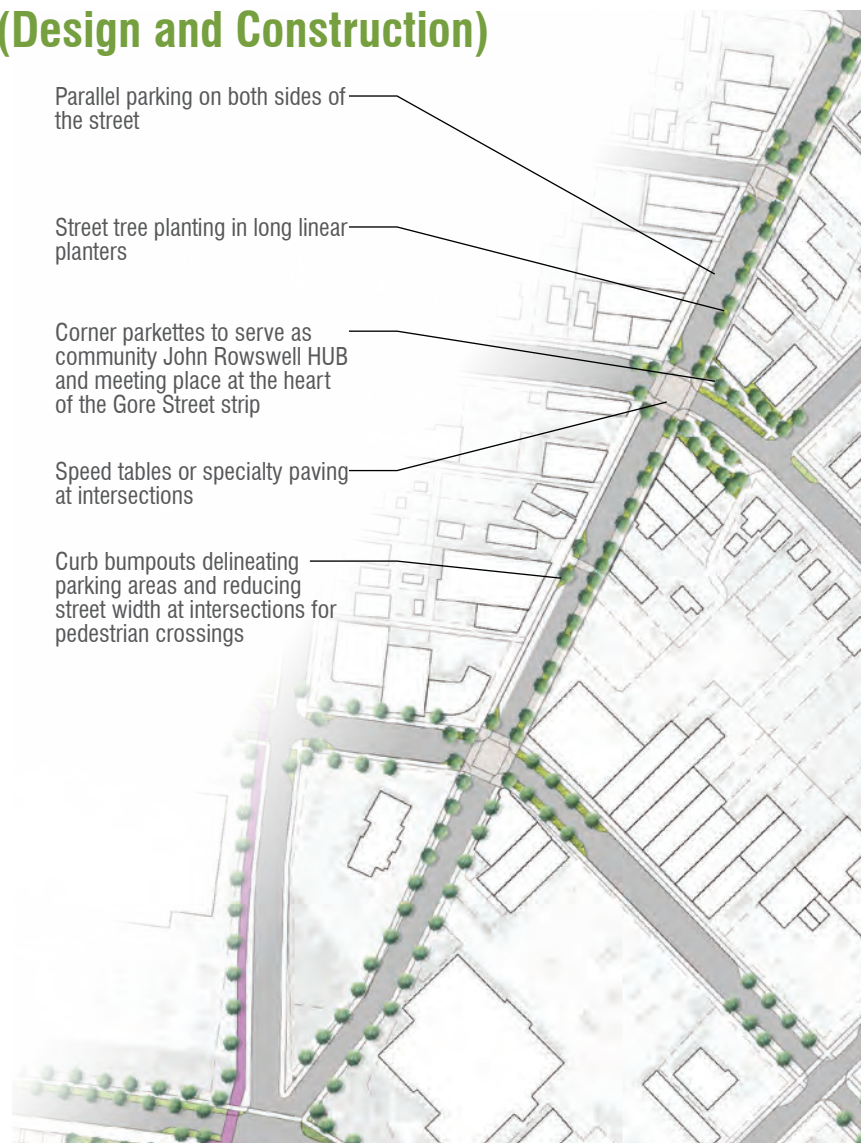 (Design and Construction)
Parallel parking on both sides of
the street
Street tree planting in long linear
planters
Corner parkettes to serve as
community John Rowswell HUB
and meeting place at the heart
of the Gore Street strip
Speed tables or specialty paving
at intersections
Curb bumpouts delineating
parking areas and reducing
street width at intersections for
pedestrian crossings